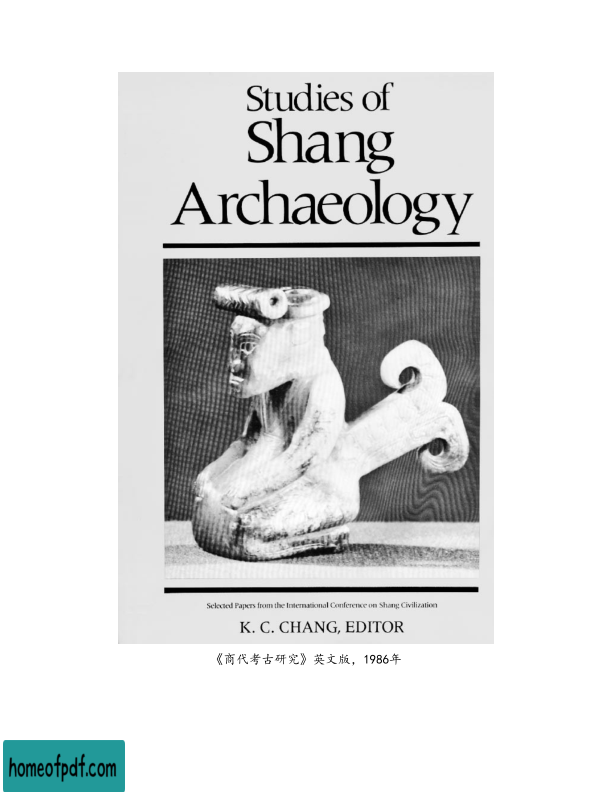 Studies of
Shang
Archaeology
Selected Papers from the International Conference on Shang Civilization
K. C. CHANG, EDITOR
《商代考古研究》英文版，1986年
homeofpdf.com